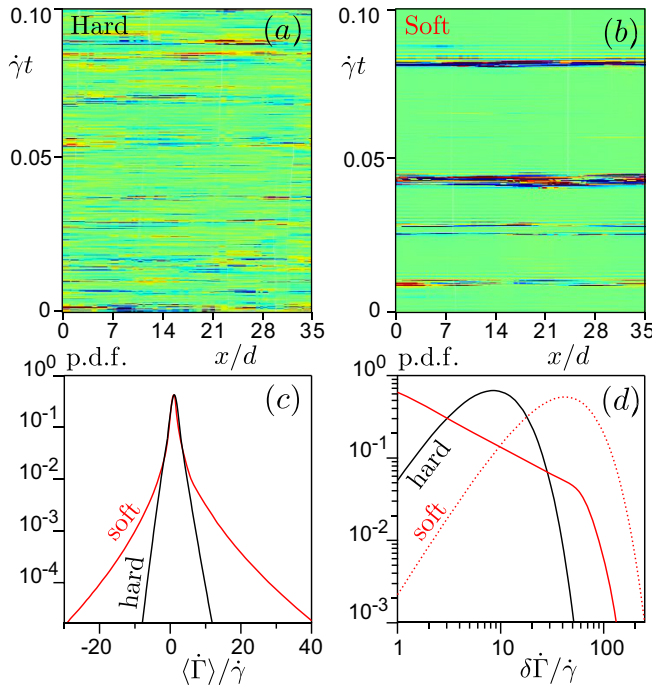 0.10 Hard (a)
γ̇t
0.05
0
0 7 14 21 28 35
x/d
0.10 Soft (b)
γ̇t
0.05
0
0 7 14 21 28 35
x/d
p.d.f.
10^0
10^-1
10^-2
10^-3
10^-4
(c)
soft
hard
-20 0 20 40
⟨Γ̇⟩/γ̇
p.d.f.
10^0
10^-1
10^-2
10^-3
(d)
hard
soft
1 10 100
δΓ̇/γ̇